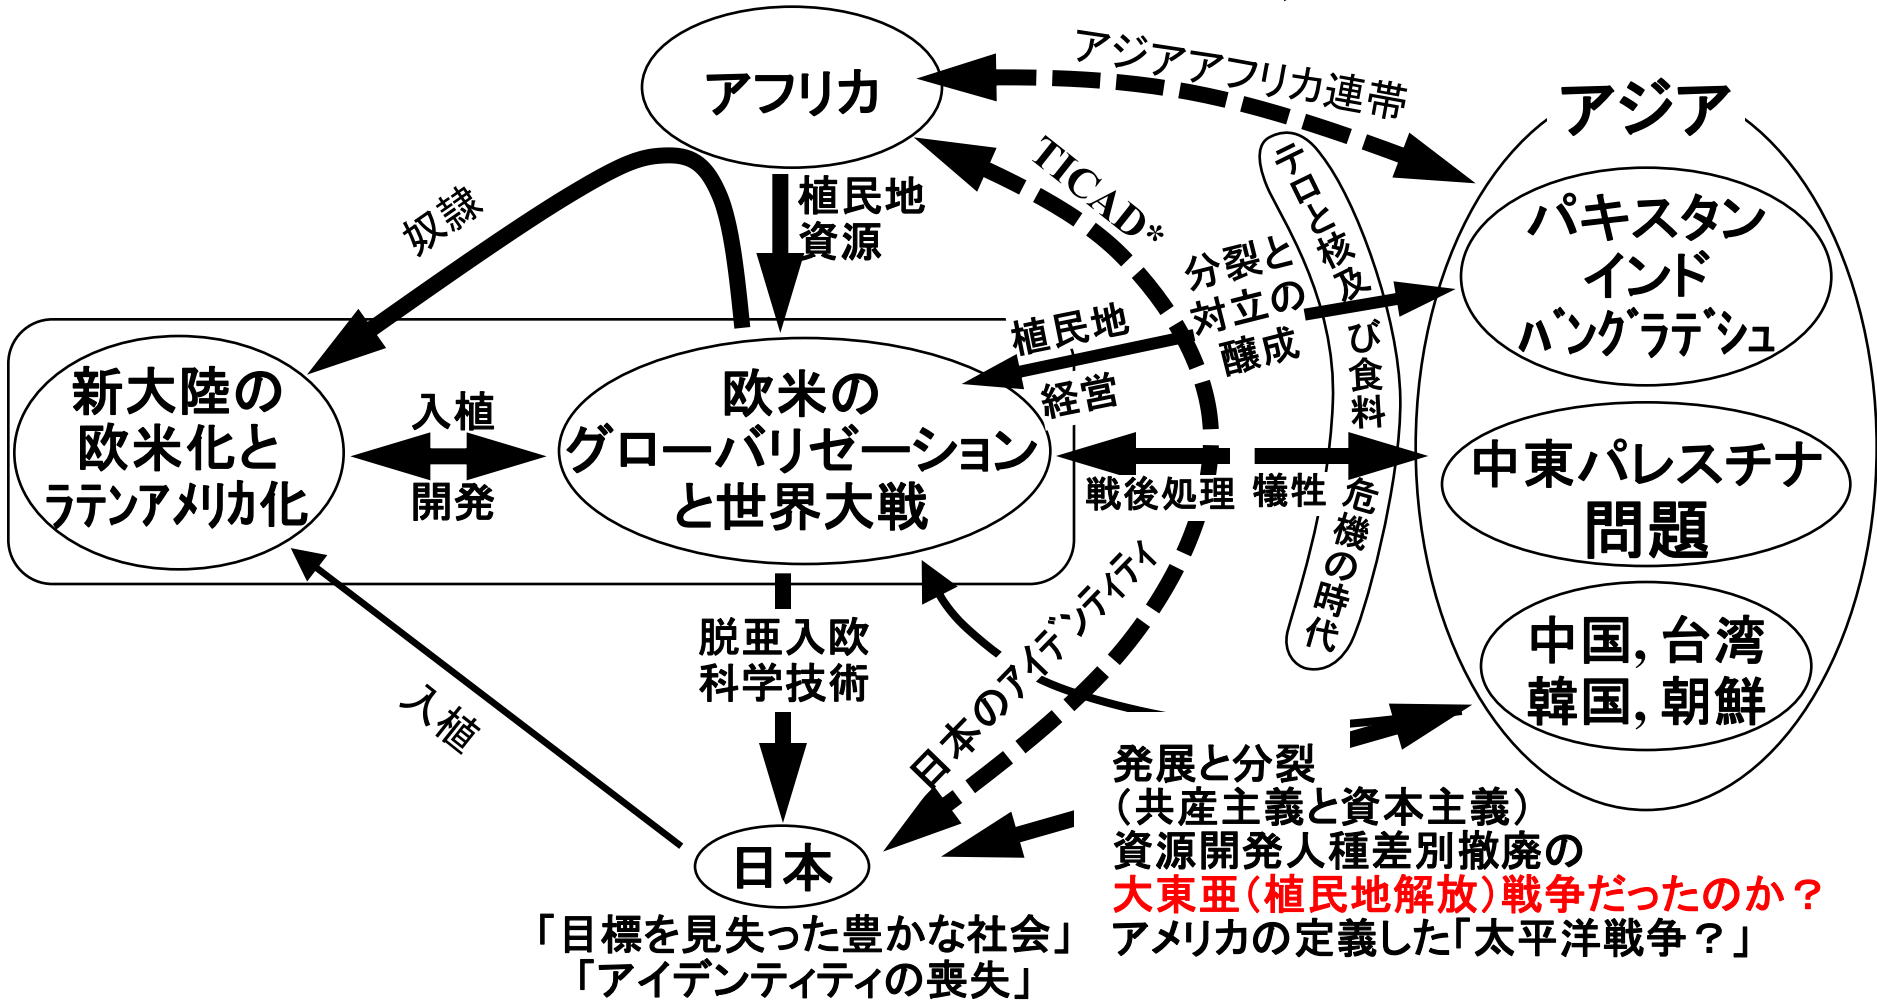 アフリカ
アジアアフリカ連帯
アジア
TICAD*
テロと核及び食料危機の時代
奴隷
植民地
資源
パキスタン
インド
バングラデシュ
分裂と
対立の
醸成
植民地
経営
新大陸の
欧米化と
ラテンアメリカ化
入植
開発
欧米の
グローバリゼーション
と世界大戦
戦後処理
犠牲
中東パレスチナ
問題
脱亜入欧
科学技術
日本のアイデンティティ
中国,台湾
韓国,朝鮮
入植
日本
「目標を見失った豊かな社会」
「アイデンティティの喪失」
発展と分裂
(共産主義と資本主義)
資源開発人種差別撤廃の
大東亜(植民地解放)戦争だったのか?
アメリカの定義した「太平洋戦争?」